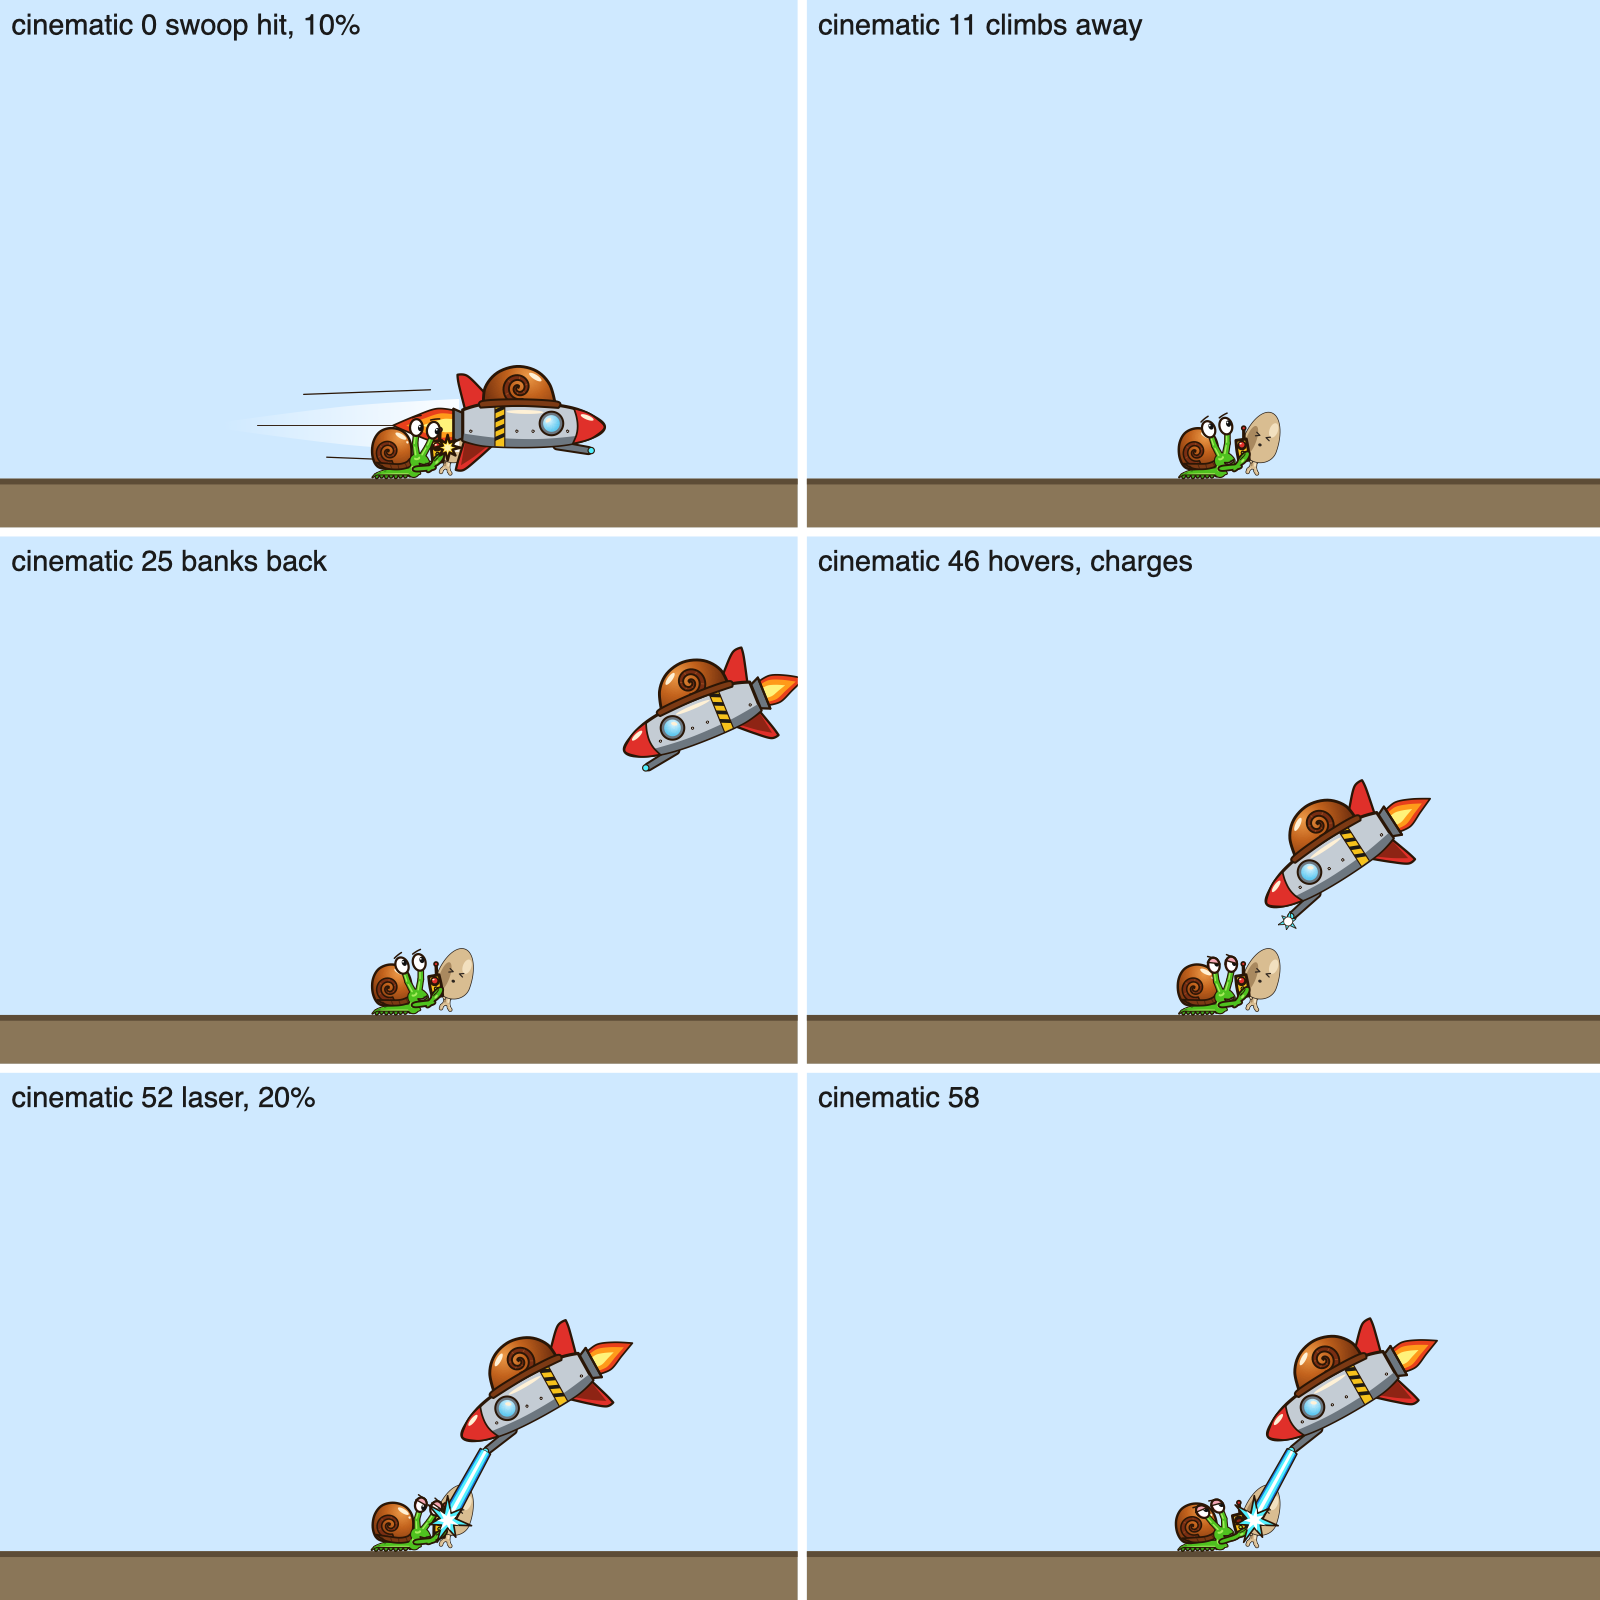 cinematic 0 swoop hit, 10%
cinematic 11 climbs away
cinematic 25 banks back
cinematic 46 hovers, charges
cinematic 52 laser, 20%
cinematic 58